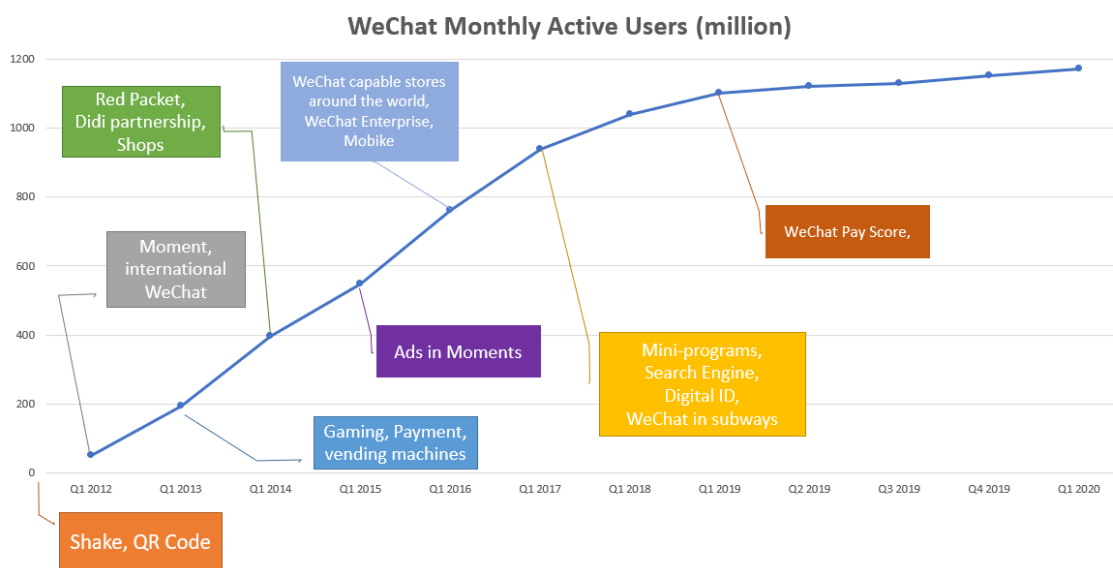 WeChat Monthly Active Users (million)
1200
1000
800
600
400
200
0
Red Packet,
Didi partnership,
Shops
WeChat capable stores
around the world,
WeChat Enterprise,
Mobike
Moment,
international
WeChat
WeChat Pay Score,
Ads in Moments
Mini-programs,
Search Engine,
Digital ID,
WeChat in subways
Gaming, Payment,
vending machines
Q1 2012
Q1 2013
Q1 2014
Q1 2015
Q1 2016
Q1 2017
Q1 2018
Q1 2019
Q2 2019
Q3 2019
Q4 2019
Q1 2020
Shake, QR Code